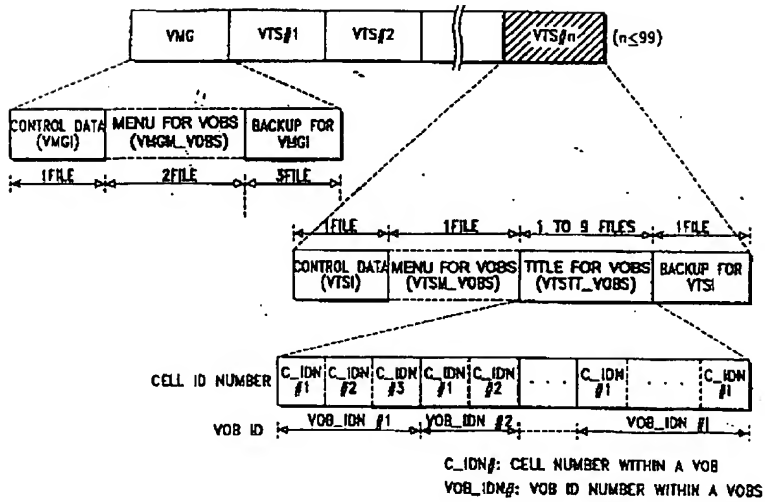 VMG VTS#1 VTS#2 VTS#n (n≤99)
CONTROL DATA (VMGI) MENU FOR VOBS (VMGM_VOBS) BACKUP FOR VMGI
1FILE 2FILE 3FILE
1FILE 1FILE 1 TO 9 FILES 1FILE
CONTROL DATA (VTSI) MENU FOR VOBS (VTSM_VOBS) TITLE FOR VOBS (VTSTT_VOBS) BACKUP FOR VTSI
CELL ID NUMBER C_IDN #1 C_IDN #2 C_IDN #3 C_IDN #1 C_IDN #2 . . . . C_IDN #1 . . . . C_IDN #1
VOB ID VOB_IDN #1 VOB_IDN #2 VOB_IDN #1
C_IDN#: CELL NUMBER WITHIN A VOB
VOB_IDN#: VOB ID NUMBER WITHIN A VOBS